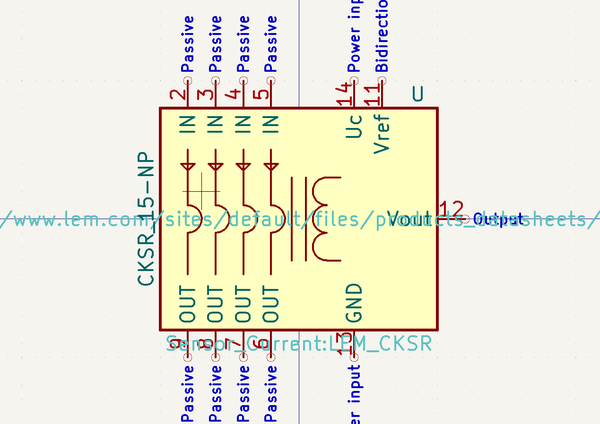 Passive Passive Passive Passive Power inp Bidirectio
2 3 4 5 14 11 U
IN IN IN IN Uc Vref
CKSR_15-NP
/www.lem.com/sites/default/files/products_datasheets/
Vout 12 Output
OUT OUT OUT OUT GND
9 8 7 6 13
Sensor_Current:LEM_CKSR
Passive Passive Passive Passive er input